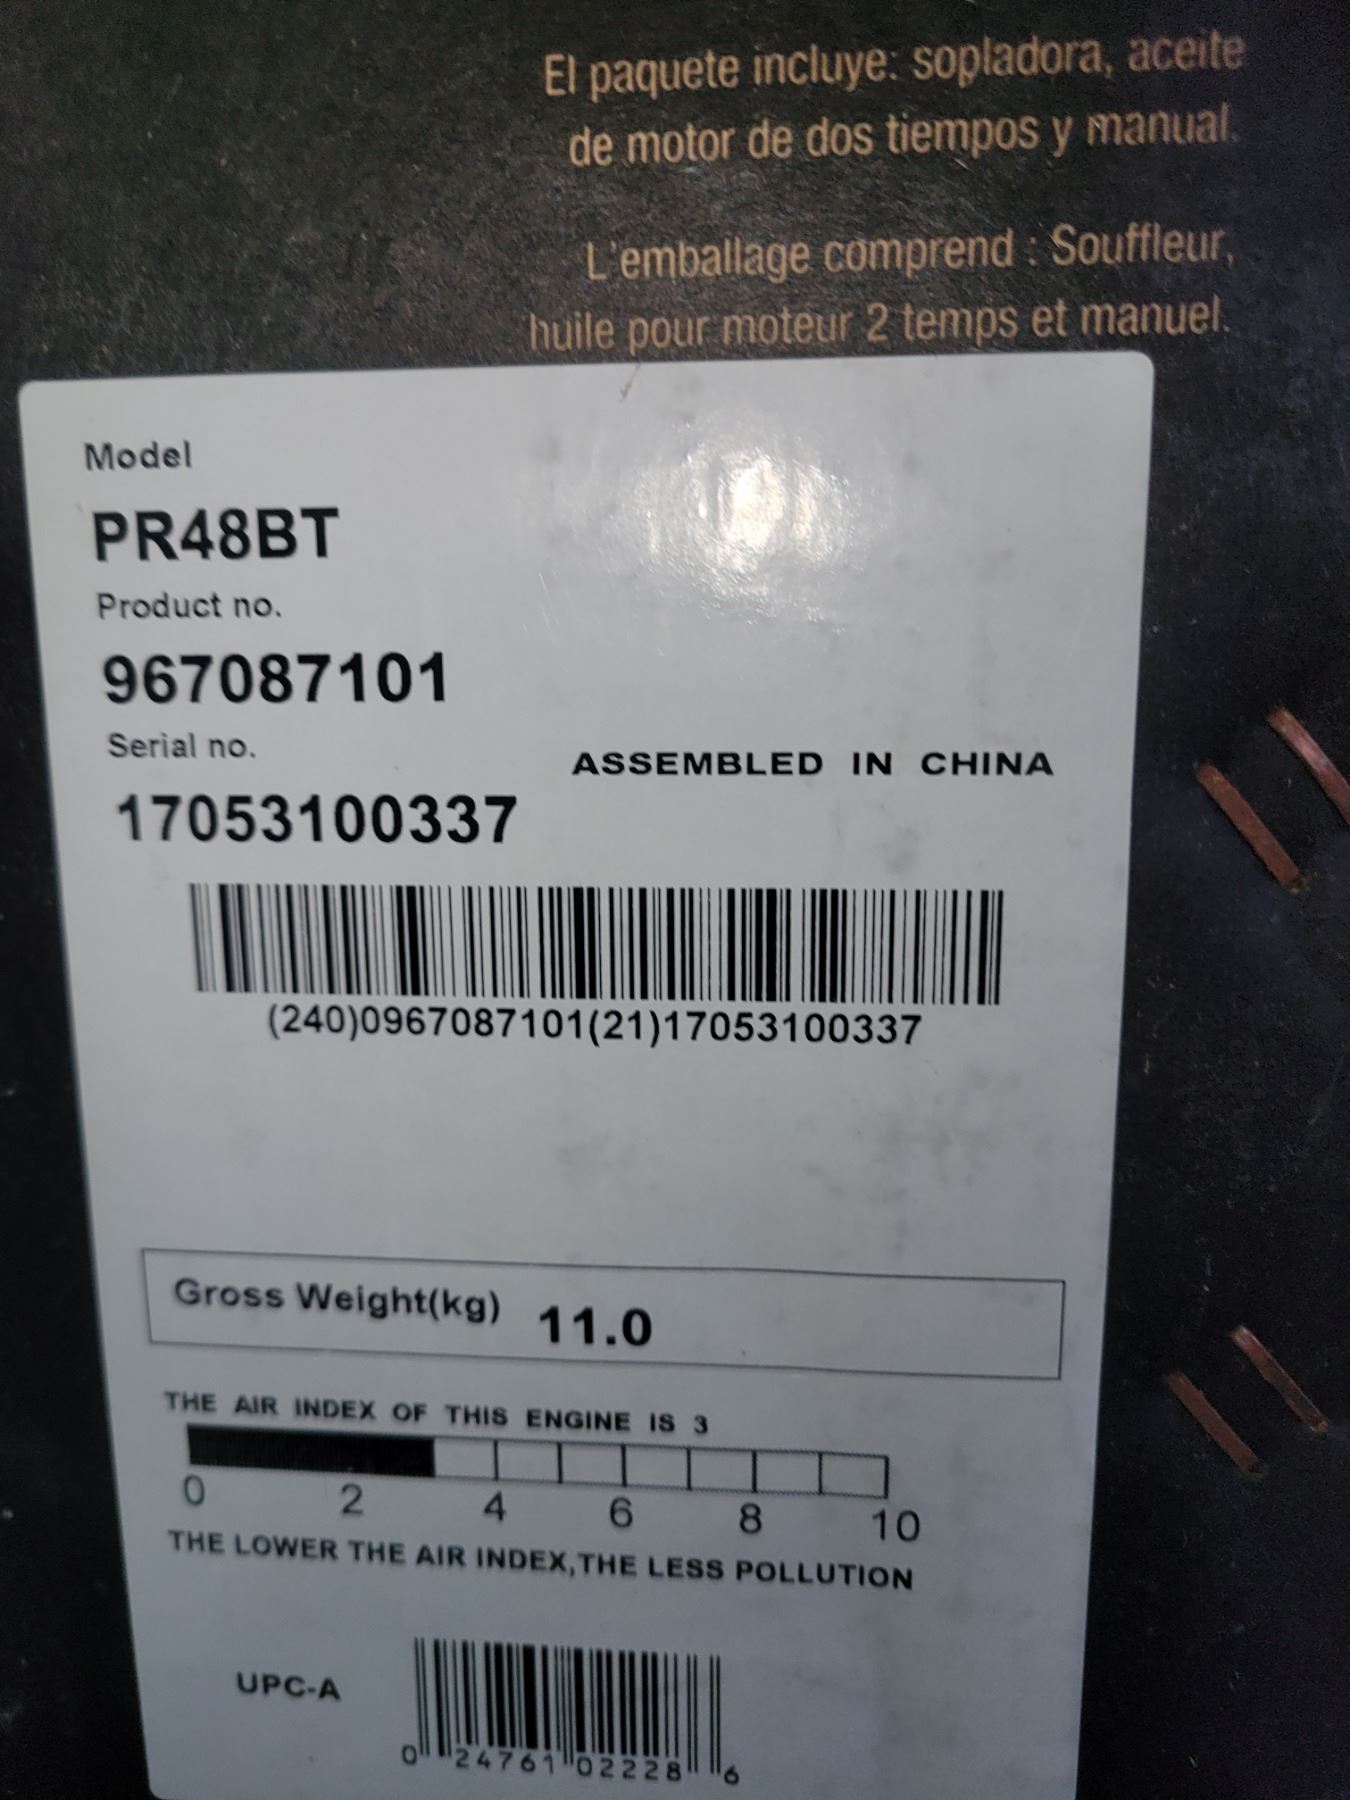 El paquete incluye: sopladora, aceite
de motor de dos tiempos y manual.
L'emballage comprend : Souffleur,
huile pour moteur 2 temps et manuel.
Model
PR48BT
Product no.
967087101
Serial no.
ASSEMBLED IN CHINA
17053100337
(240)0967087101(21)17053100337
Gross Weight(kg) 11.0
THE AIR INDEX OF THIS ENGINE IS 3
0 2 4 6 8 10
THE LOWER THE AIR INDEX,THE LESS POLLUTION
UPC-A
0 24761 02228 6